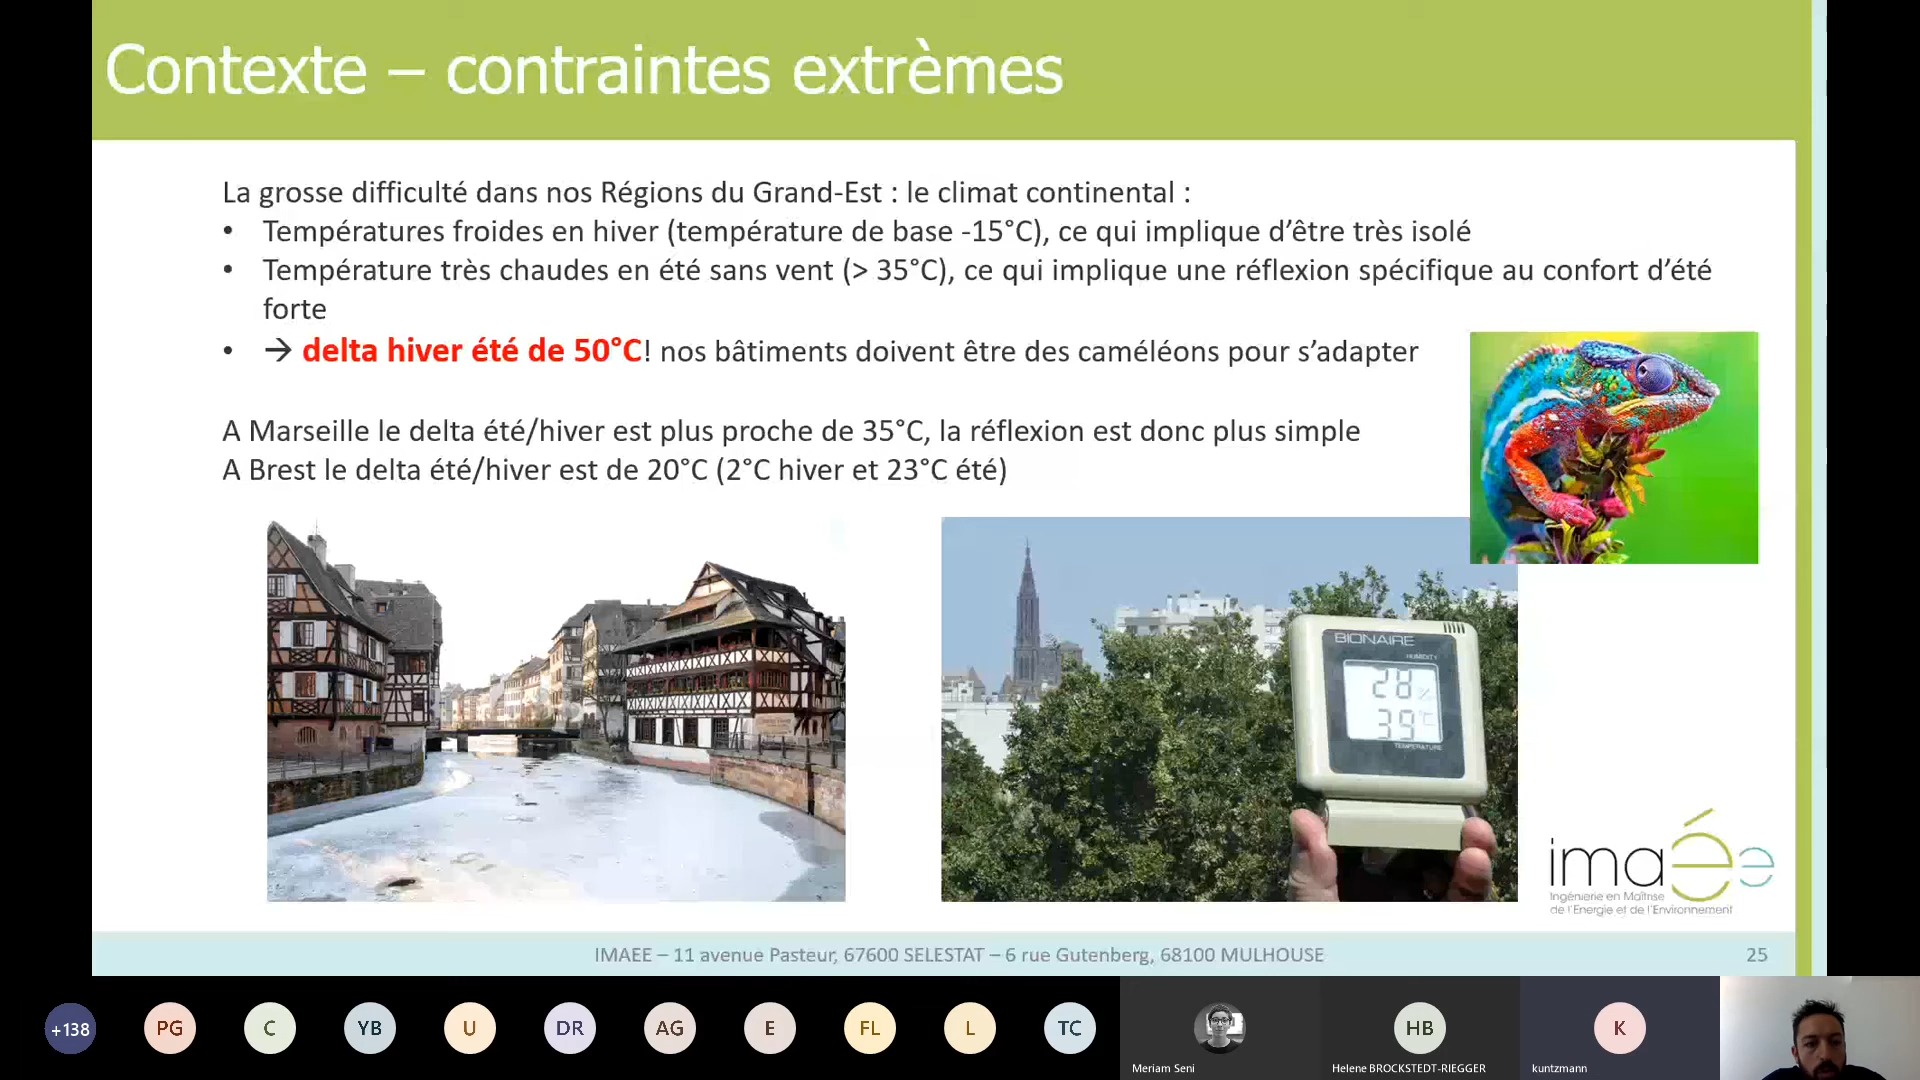 Contexte – contraintes extrèmes
La grosse difficulté dans nos Régions du Grand-Est : le climat continental :
• Températures froides en hiver (température de base -15°C), ce qui implique d’être très isolé
• Température très chaudes en été sans vent (> 35°C), ce qui implique une réflexion spécifique au confort d’été
forte
• → delta hiver été de 50°C! nos bâtiments doivent être des caméléons pour s’adapter
A Marseille le delta été/hiver est plus proche de 35°C, la réflexion est donc plus simple
A Brest le delta été/hiver est de 20°C (2°C hiver et 23°C été)
BIONAIRE
HUMIDITY
28 %
39 °C
TEMPERATURE
imaée
Ingénierie en Maîtrise
de l’Energie et de l’Environnement
IMAEE – 11 avenue Pasteur, 67600 SELESTAT – 6 rue Gutenberg, 68100 MULHOUSE
25
+138
PG
C
YB
U
DR
AG
E
FL
L
TC
HB
K
Meriam Seni
Helene BROCKSTEDT-RIEGGER
kuntzmann